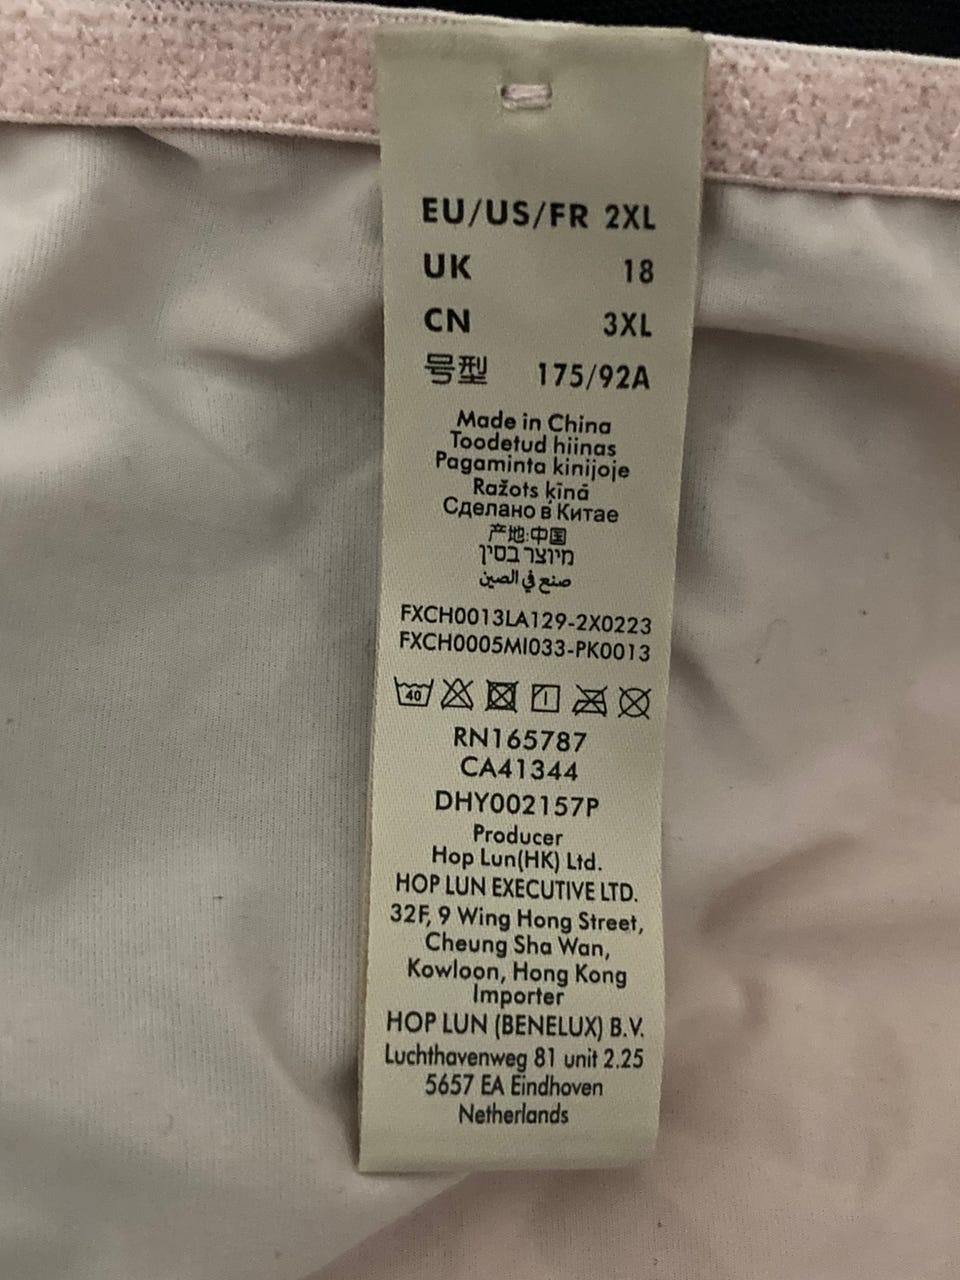 EU/US/FR 2XL
UK 18
CN 3XL
号型 175/92A
Made in China
Toodetud hiinas
Pagaminta kinijoje
Ražots ķīnā
Сделано в Китае
产地:中国
מיוצר בסין
صنع في الصين
FXCH0013LA129-2X0223
FXCH0005MI033-PK0013
40
RN165787
CA41344
DHY002157P
Producer
Hop Lun(HK) Ltd.
HOP LUN EXECUTIVE LTD.
32F, 9 Wing Hong Street,
Cheung Sha Wan,
Kowloon, Hong Kong
Importer
HOP LUN (BENELUX) B.V.
Luchthavenweg 81 unit 2.25
5657 EA Eindhoven
Netherlands